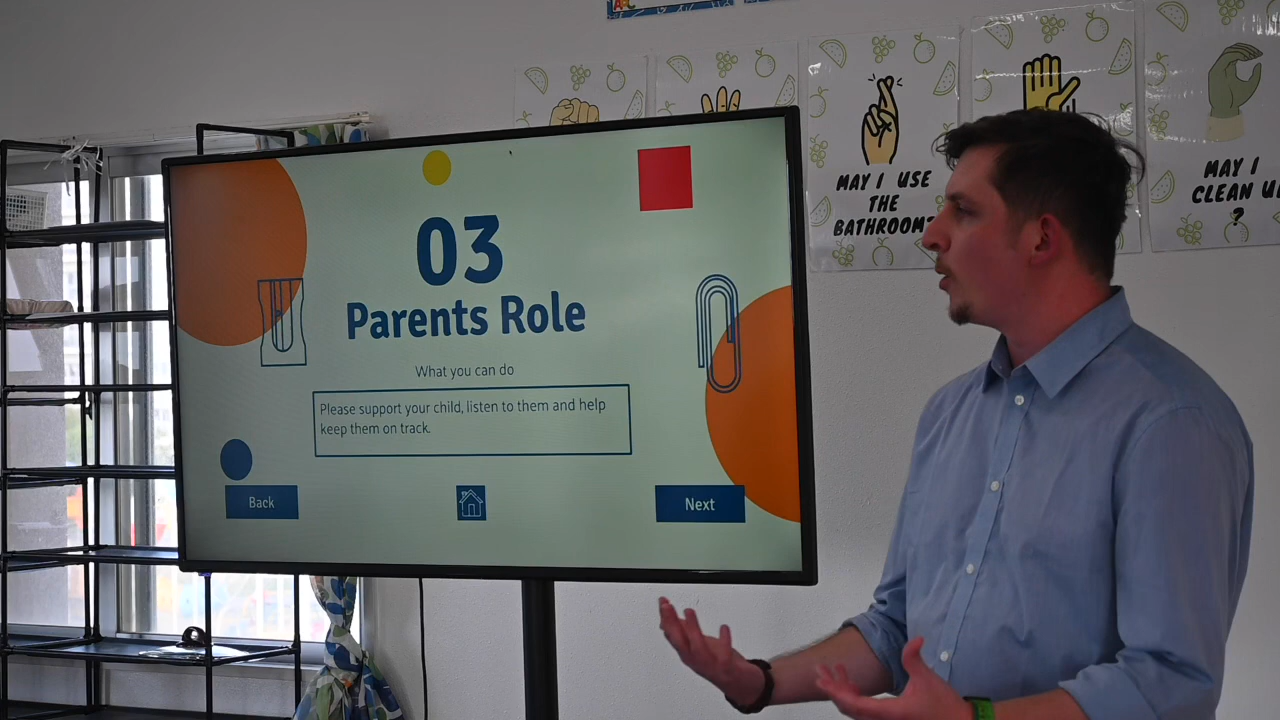 ABC
MAY I USE
THE
BATHROOM?
MAY I
CLEAN U
?
03
Parents Role
What you can do
Please support your child, listen to them and help
keep them on track.
Back
Next